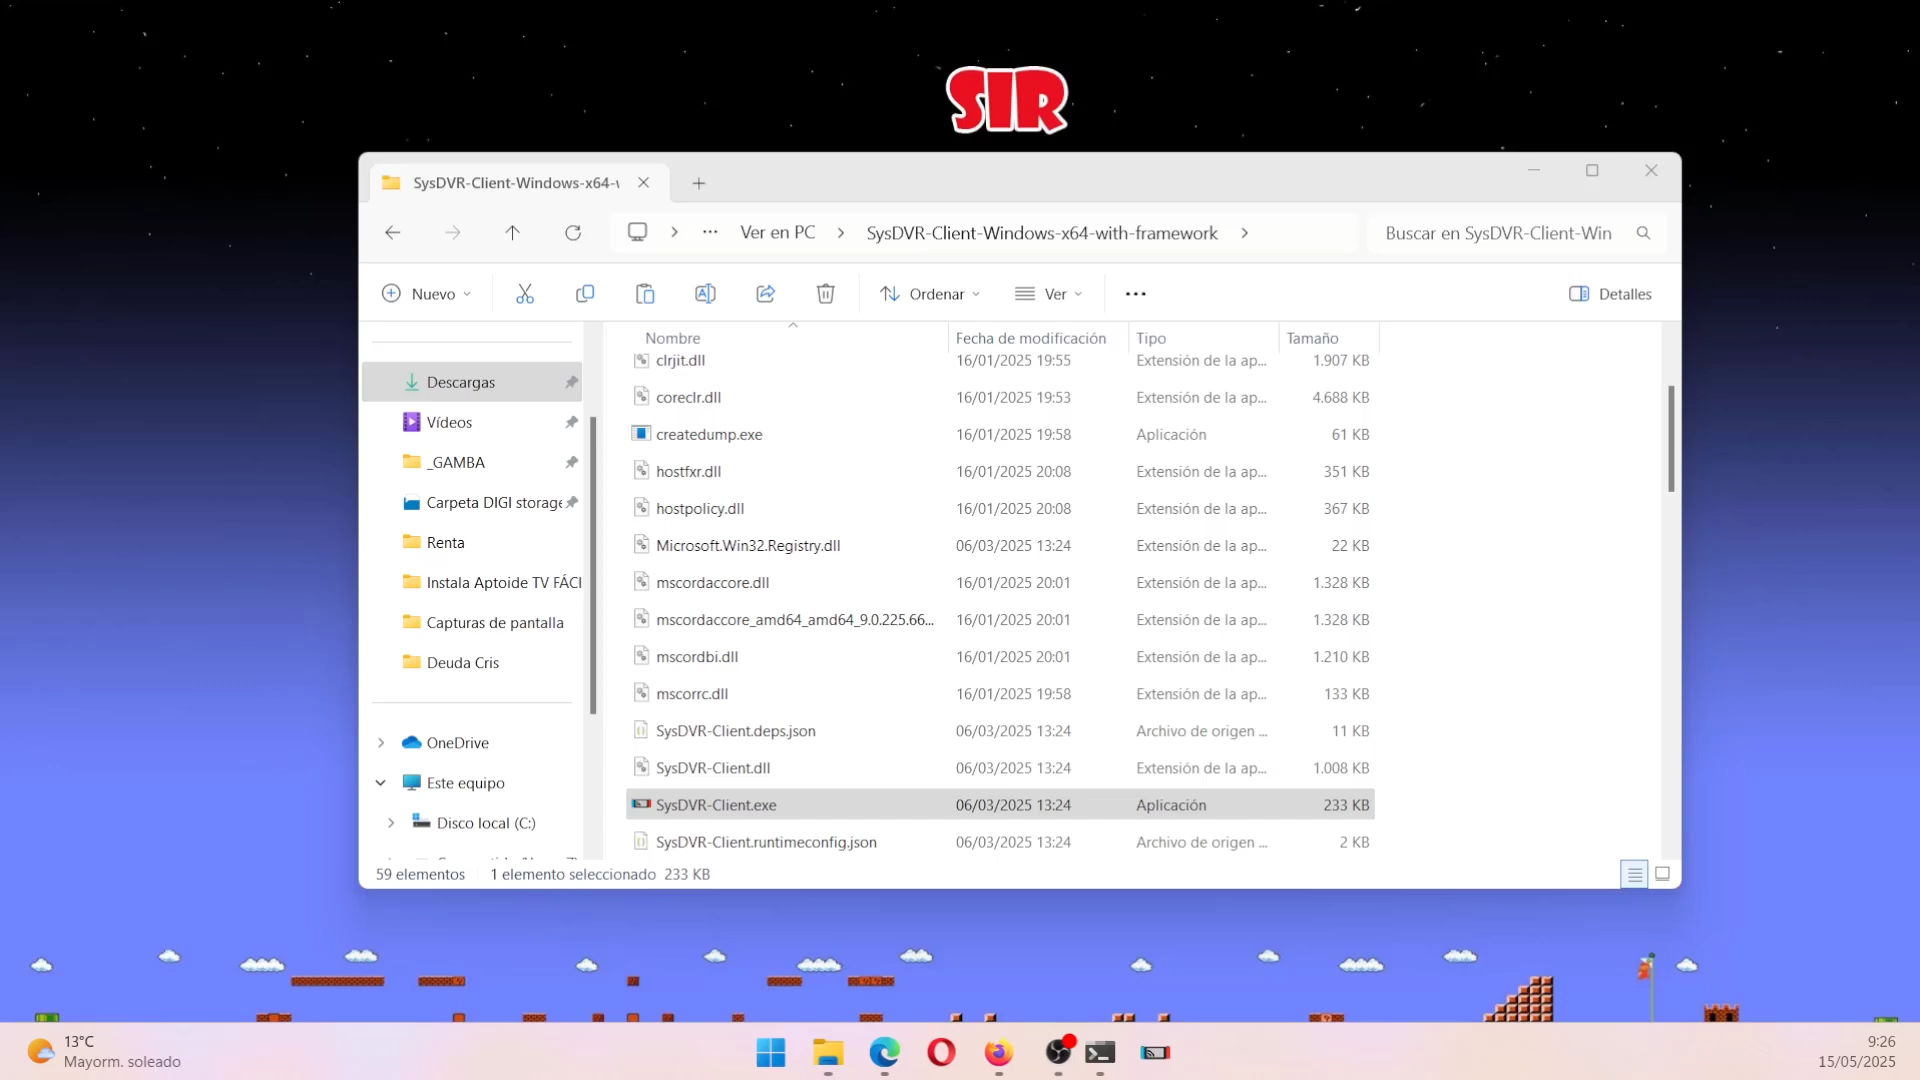 SIR
SysDVR-Client-Windows-x64-v
Ver en PC
SysDVR-Client-Windows-x64-with-framework
Buscar en SysDVR-Client-Win
Nuevo
Ordenar
Ver
Detalles
Nombre Fecha de modificación Tipo Tamaño
clrjit.dll 16/01/2025 19:55 Extensión de la ap... 1.907 KB
coreclr.dll 16/01/2025 19:53 Extensión de la ap... 4.688 KB
createdump.exe 16/01/2025 19:58 Aplicación 61 KB
hostfxr.dll 16/01/2025 20:08 Extensión de la ap... 351 KB
hostpolicy.dll 16/01/2025 20:08 Extensión de la ap... 367 KB
Microsoft.Win32.Registry.dll 06/03/2025 13:24 Extensión de la ap... 22 KB
mscordaccore.dll 16/01/2025 20:01 Extensión de la ap... 1.328 KB
mscordaccore_amd64_amd64_9.0.225.66... 16/01/2025 20:01 Extensión de la ap... 1.328 KB
mscordbi.dll 16/01/2025 20:01 Extensión de la ap... 1.210 KB
mscorrc.dll 16/01/2025 19:58 Extensión de la ap... 133 KB
SysDVR-Client.deps.json 06/03/2025 13:24 Archivo de origen ... 11 KB
SysDVR-Client.dll 06/03/2025 13:24 Extensión de la ap... 1.008 KB
SysDVR-Client.exe 06/03/2025 13:24 Aplicación 233 KB
SysDVR-Client.runtimeconfig.json 06/03/2025 13:24 Archivo de origen ... 2 KB
Descargas
Vídeos
_GAMBA
Carpeta DIGI storage
Renta
Instala Aptoide TV FÁCI
Capturas de pantalla
Deuda Cris
OneDrive
Este equipo
Disco local (C:)
59 elementos 1 elemento seleccionado 233 KB
13°C
Mayorm. soleado
9:26
15/05/2025